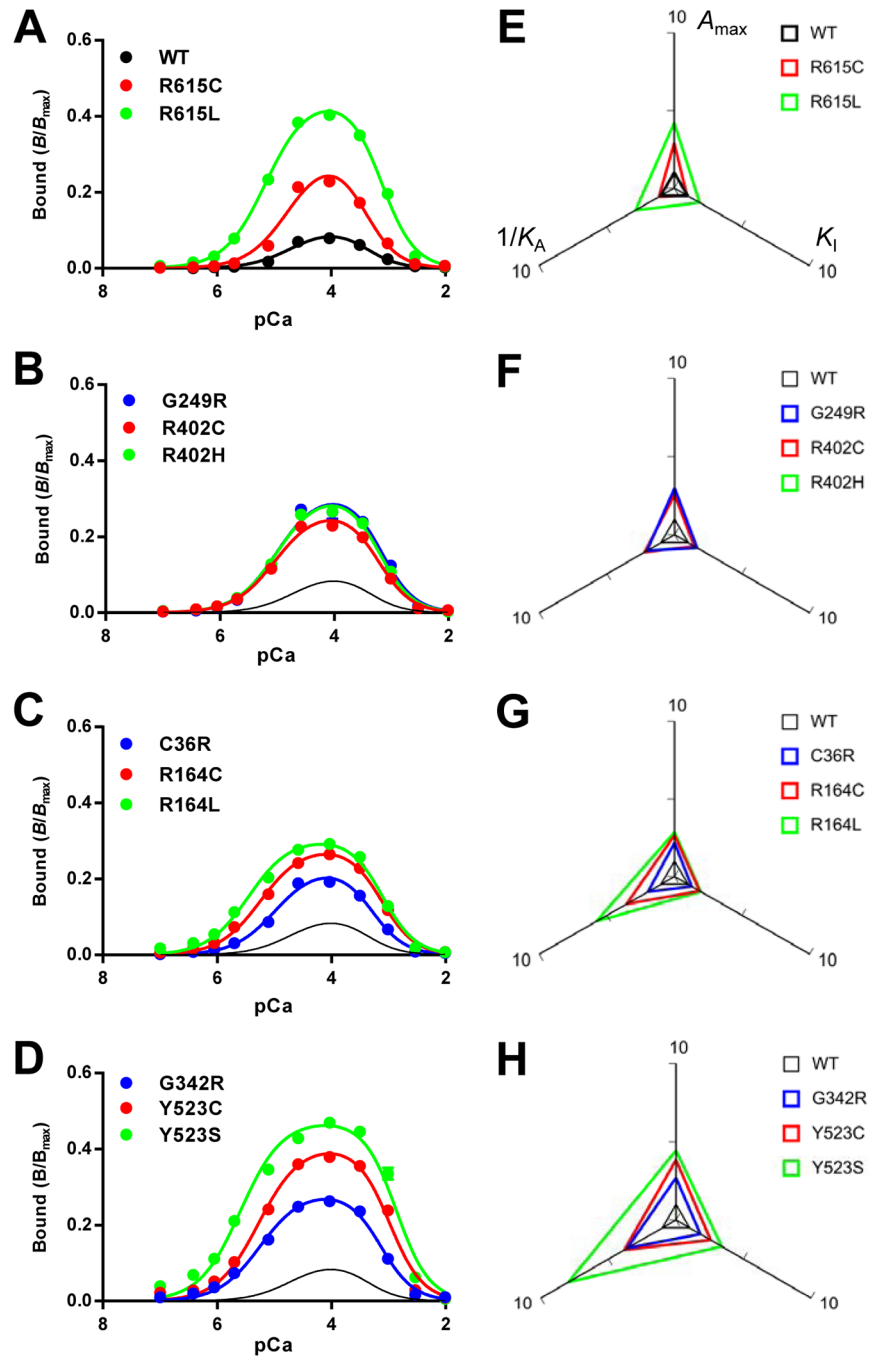 A
0.6
0.4
0.2
0.0
Bound (B/Bmax)
WT
R615C
R615L
8
6
4
2
pCa
E
10
Amax
WT
R615C
R615L
1/KA
KI
10
10
B
0.6
0.4
0.2
0.0
Bound (B/Bmax)
G249R
R402C
R402H
8
6
4
2
pCa
F
10
WT
G249R
R402C
R402H
10
10
C
0.6
0.4
0.2
0.0
Bound (B/Bmax)
C36R
R164C
R164L
8
6
4
2
pCa
G
10
WT
C36R
R164C
R164L
10
10
D
0.6
0.4
0.2
0.0
Bound (B/Bmax)
G342R
Y523C
Y523S
8
6
4
2
pCa
H
10
WT
G342R
Y523C
Y523S
10
10